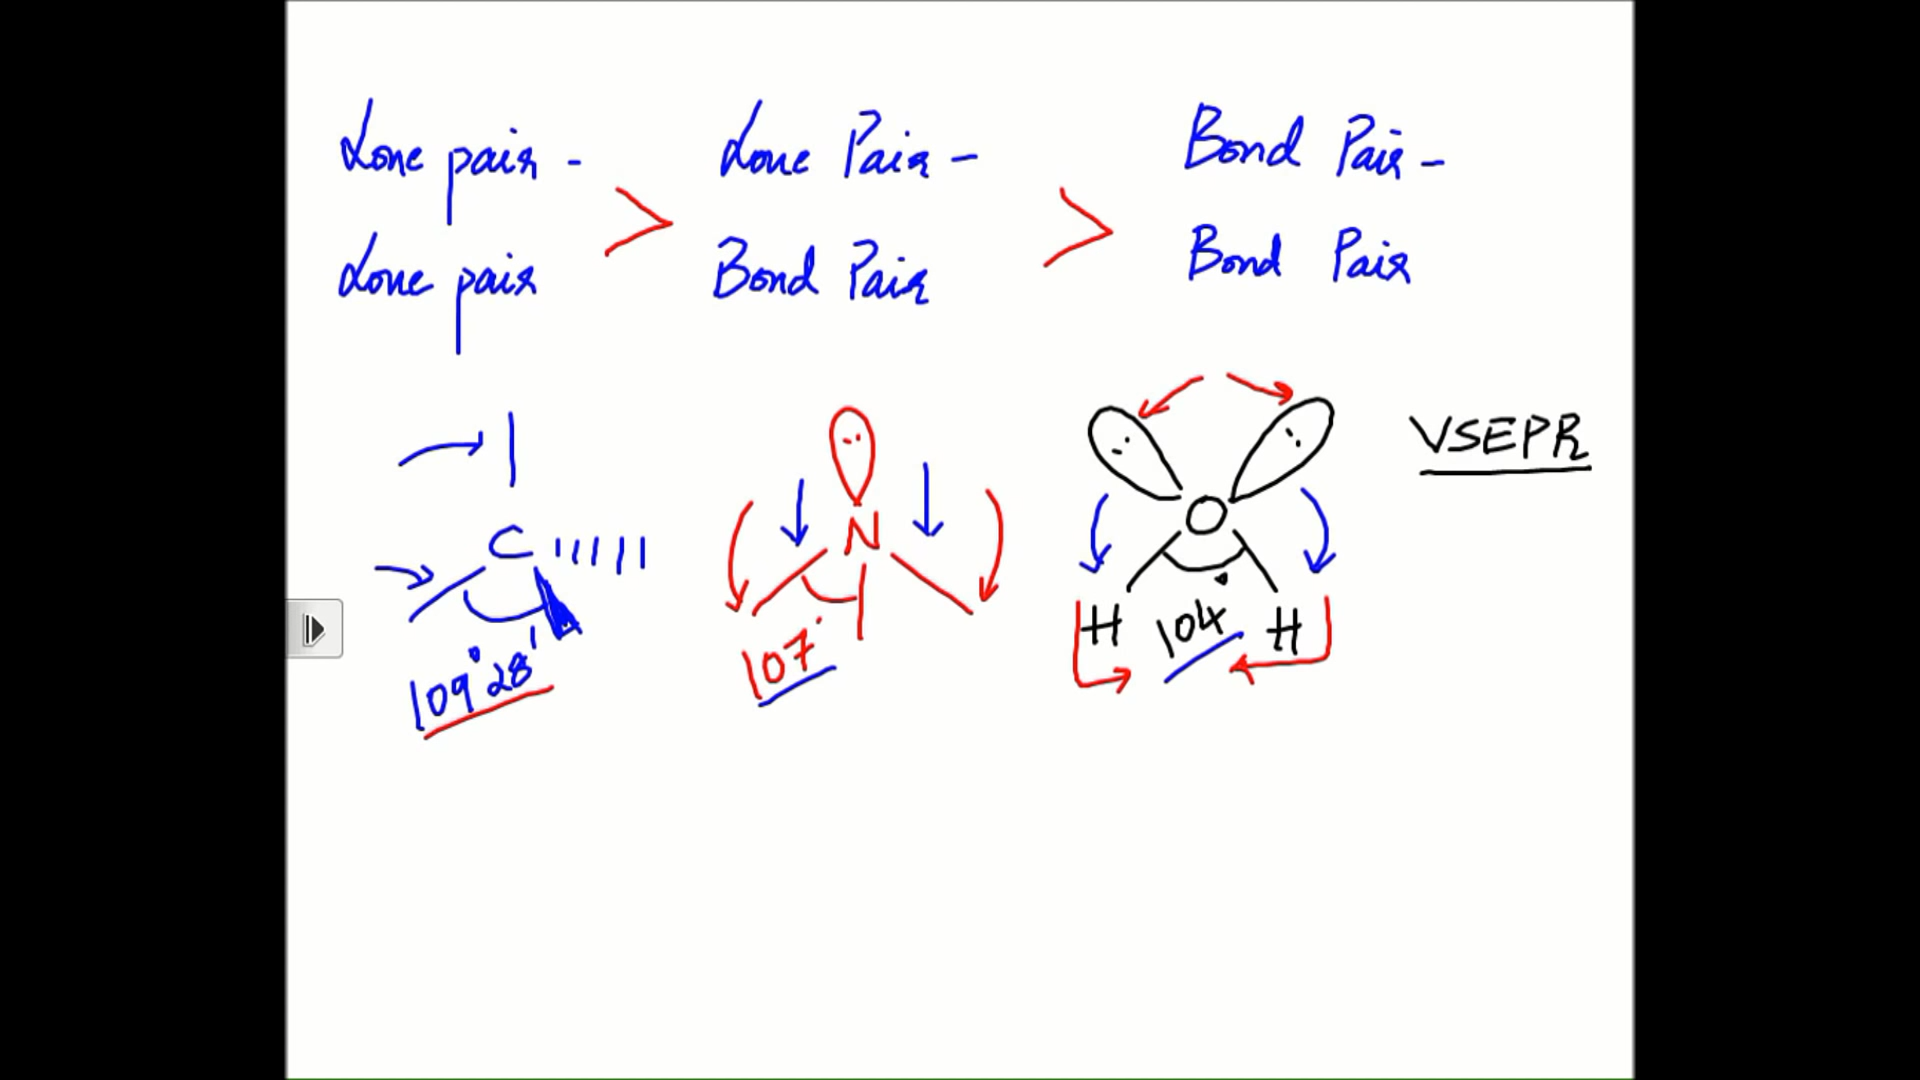 Lone pair - > Lone Pair - > Bond Pair -
Lone pair Bond Pair Bond Pair
VSEPR
C N O
H H
109°28' 107° 104°